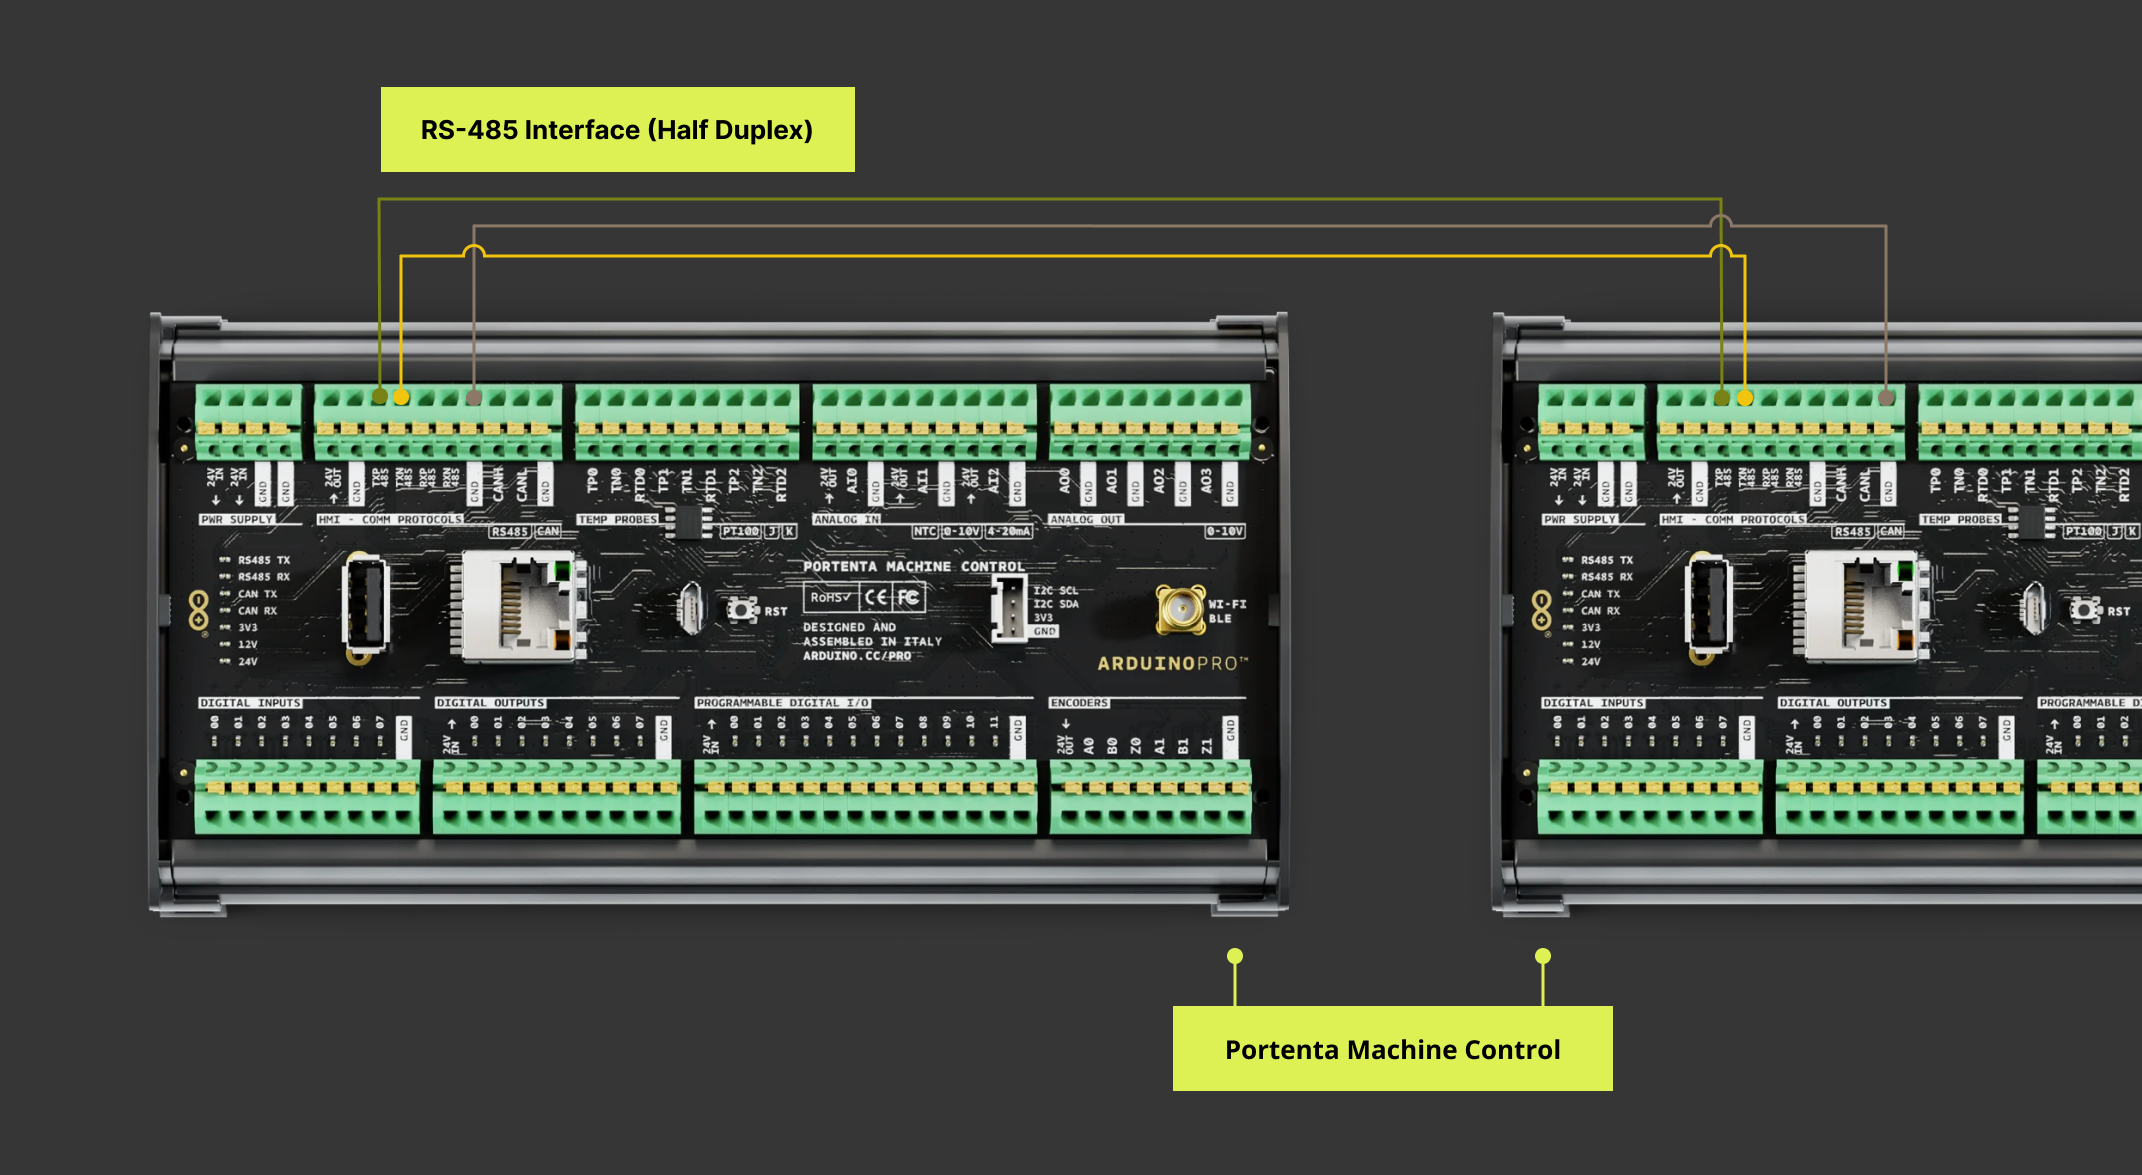 RS-485 Interface (Half Duplex)
24V IN
24V IN
GND
GND
24V OUT
GND
TXP 485
TXN 485
RXP 485
RXN 485
GND
CANH
CANL
GND
TP0
TN0
RTD0
TP1
TN1
RTD1
TP2
TN2
RTD2
24V OUT
AI0
GND
24V OUT
AI1
GND
24V OUT
AI2
GND
AO0
GND
AO1
GND
AO2
GND
AO3
GND
PWR SUPPLY
HMI - COMM PROTOCOLS
RS485 CAN
TEMP PROBES
PT100 J K
ANALOG IN
NTC 0-10V 4-20mA
ANALOG OUT
0-10V
RS485 TX
RS485 RX
CAN TX
CAN RX
3V3
12V
24V
RST
PORTENTA MACHINE CONTROL
RoHS✓ CE FC
DESIGNED AND
ASSEMBLED IN ITALY
ARDUINO.CC/PRO
I2C SCL
I2C SDA
3V3
GND
WI-FI
BLE
ARDUINOPRO™
DIGITAL INPUTS
00 01 02 03 04 05 06 07 GND
DIGITAL OUTPUTS
24V IN 00 01 02 03 04 05 06 07 GND
PROGRAMMABLE DIGITAL I/O
24V IN 00 01 02 03 04 05 06 07 08 09 10 11 GND
ENCODERS
24V OUT A0 B0 Z0 A1 B1 Z1 GND
24V IN
24V IN
GND
GND
24V OUT
GND
TXP 485
TXN 485
RXP 485
RXN 485
GND
CANH
CANL
GND
TP0
TN0
RTD0
TP1
TN1
RTD1
TP2
TN2
RTD2
PWR SUPPLY
HMI - COMM PROTOCOLS
RS485 CAN
TEMP PROBES
PT100 J K
RS485 TX
RS485 RX
CAN TX
CAN RX
3V3
12V
24V
RST
DIGITAL INPUTS
00 01 02 03 04 05 06 07 GND
DIGITAL OUTPUTS
24V IN 00 01 02 03 04 05 06 07 GND
PROGRAMMABLE
24V IN 00 01 02
Portenta Machine Control